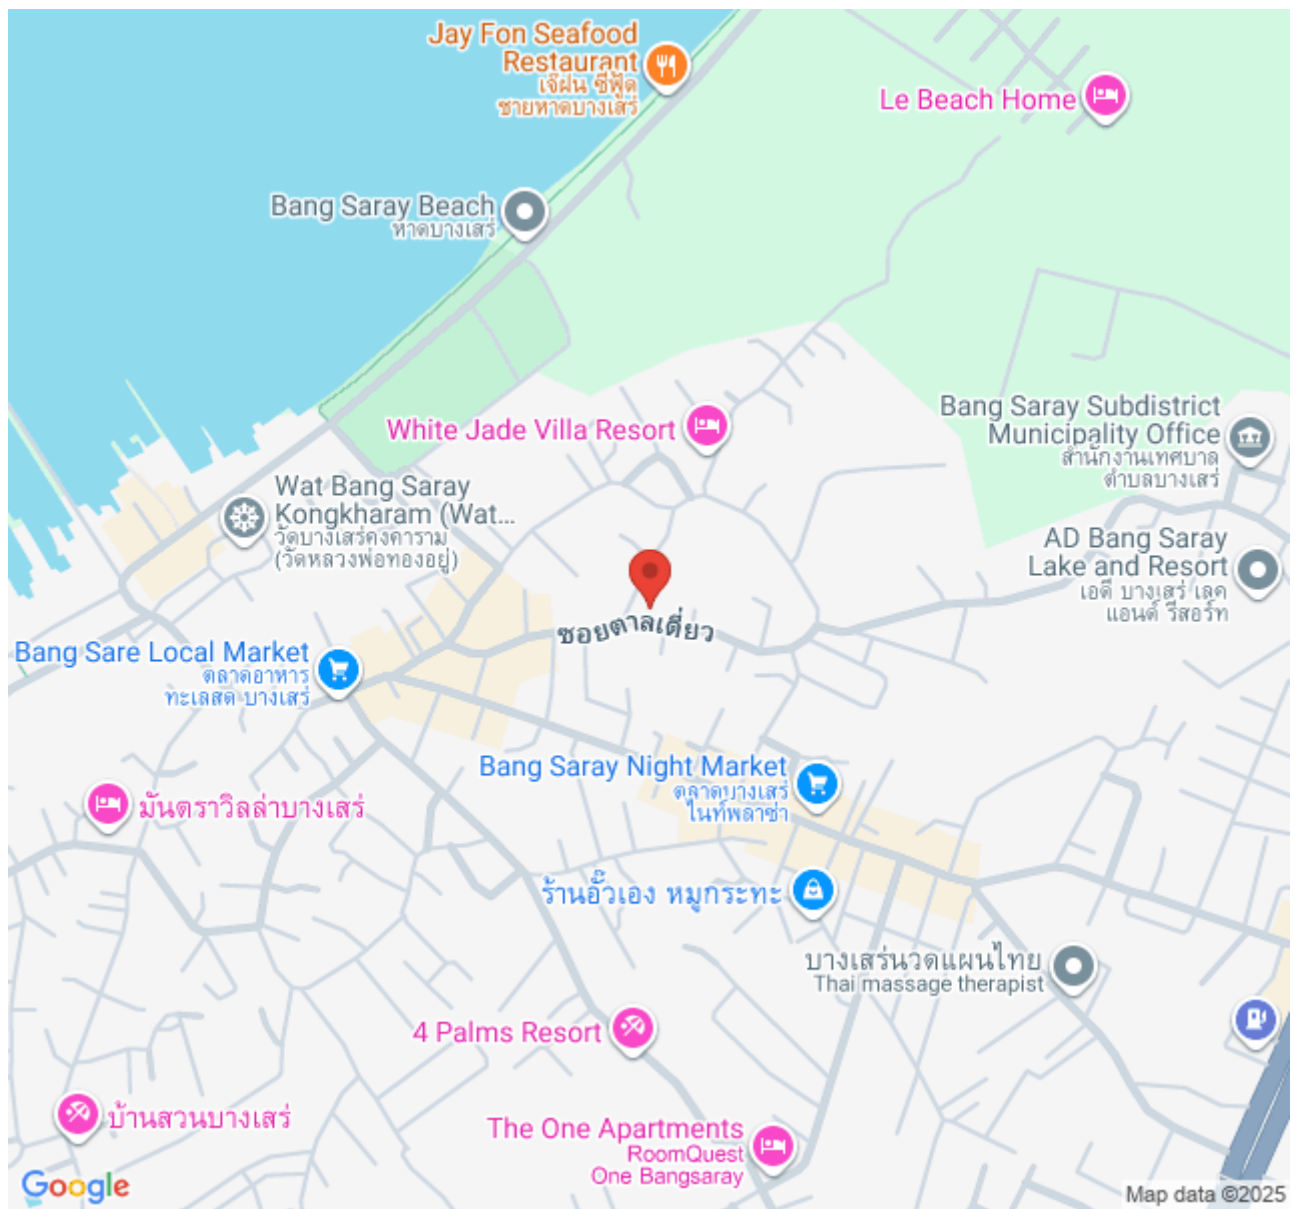 Jay Fon Seafood
Restaurant
เจ๊ฝน ซีฟู้ด
ชายหาดบางเสร่
Le Beach Home
Bang Saray Beach
หาดบางเสร่
White Jade Villa Resort
Bang Saray Subdistrict
Municipality Office
สำนักงานเทศบาล
ตำบลบางเสร่
Wat Bang Saray
Kongkharam (Wat...
วัดบางเสร่คงคาราม
(วัดหลวงพ่อทองอยู่)
AD Bang Saray
Lake and Resort
เอดี บางเสร่ เลค
แอนด์ รีสอร์ท
ซอยตาลเดี่ยว
Bang Sare Local Market
ตลาดอาหาร
ทะเลสด บางเสร่
Bang Saray Night Market
ตลาดบางเสร่
ไนท์พลาซ่า
มันตราวิลล่าบางเสร่
ร้านอั๊วเอง หมูกระทะ
บางเสร่นวดแผนไทย
Thai massage therapist
4 Palms Resort
บ้านสวนบางเสร่
The One Apartments
RoomQuest
One Bangsaray
Google
Map data ©2025